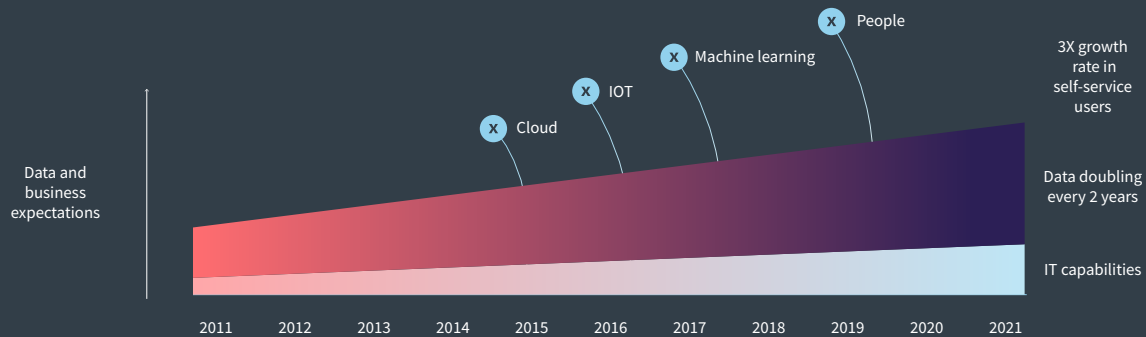 X People
X Machine learning
X IOT
X Cloud
3X growth
rate in
self-service
users
Data and
business
expectations
Data doubling
every 2 years
IT capabilities
2011 2012 2013 2014 2015 2016 2017 2018 2019 2020 2021